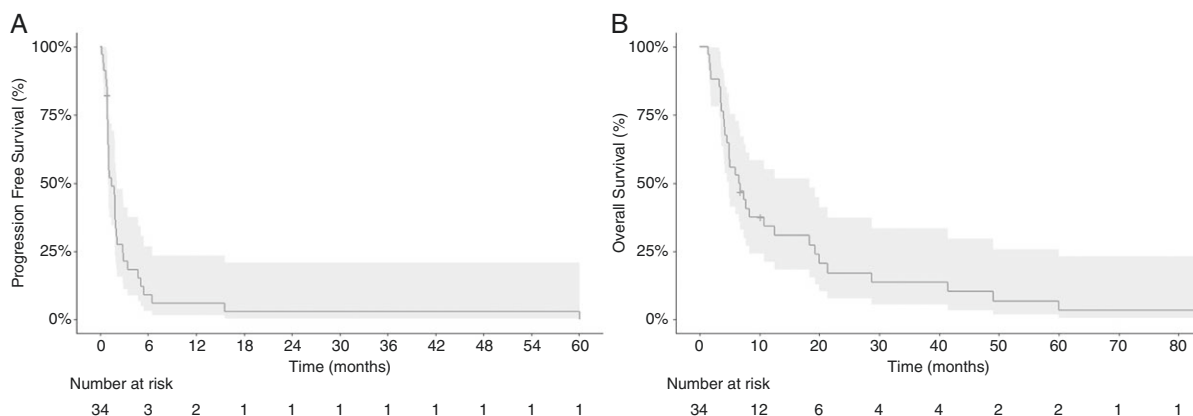 A
Progression Free Survival (%)
100%
75%
50%
25%
0%
0 6 12 18 24 30 36 42 48 54 60
Time (months)
Number at risk
34 3 2 1 1 1 1 1 1 1 1
B
Overall Survival (%)
100%
75%
50%
25%
0%
0 10 20 30 40 50 60 70 80
Time (months)
Number at risk
34 12 6 4 4 2 2 1 1